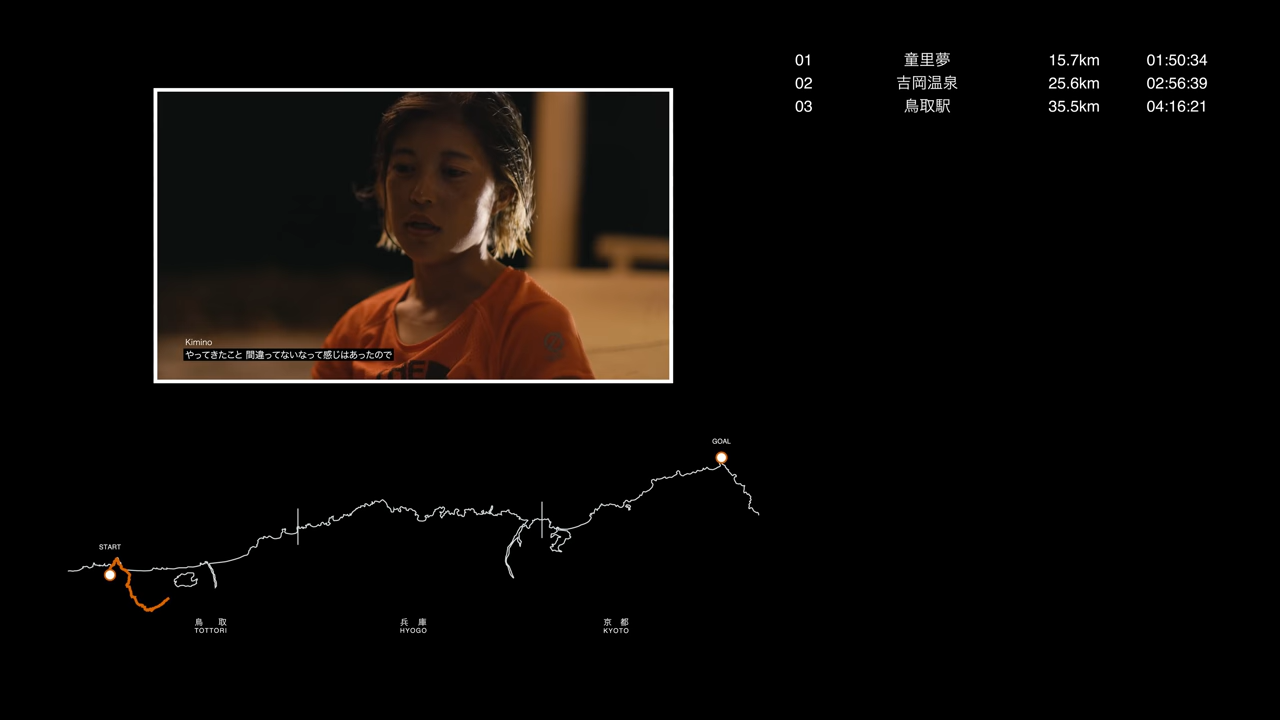 01 童里夢 15.7km 01:50:34
02 吉岡温泉 25.6km 02:56:39
03 鳥取駅 35.5km 04:16:21
Kimino
やってきたこと 間違ってないなって感じはあったので
GOAL
START
鳥 取
TOTTORI
兵 庫
HYOGO
京 都
KYOTO